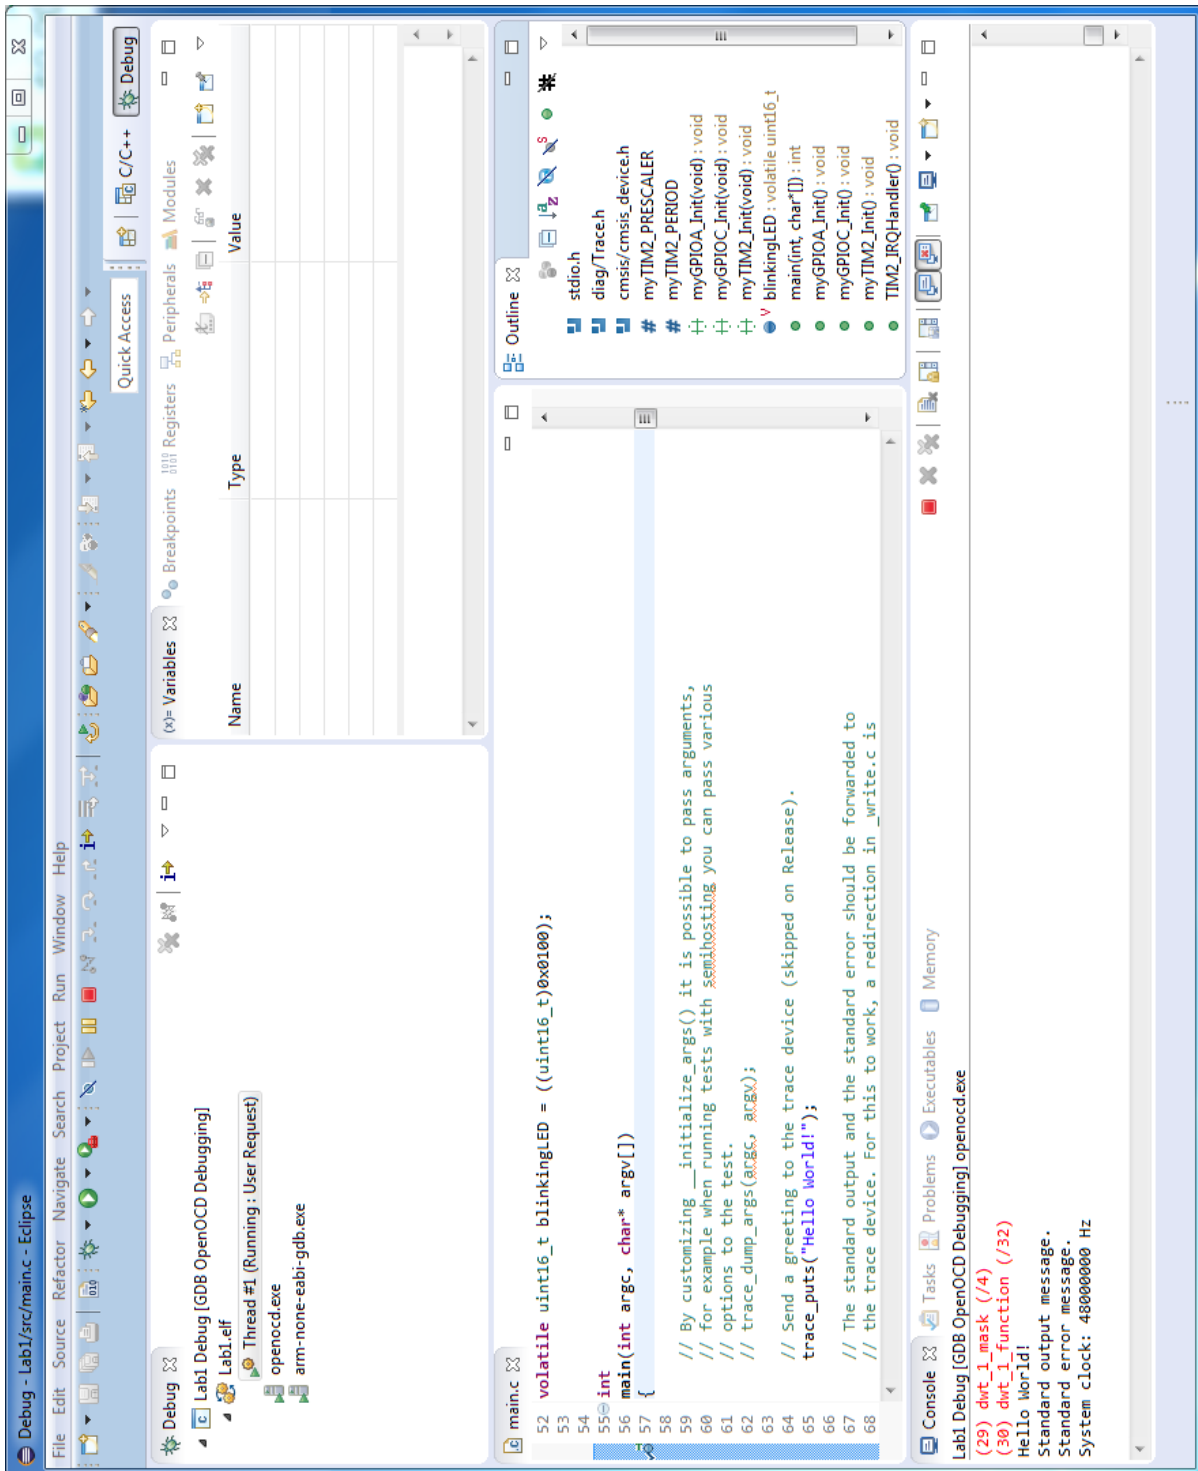 Debug - Lab1/src/main.c - Eclipse
File Edit Source Refactor Navigate Search Project Run Window Help
Quick Access
C/C++ Debug
Debug
Lab1 Debug [GDB OpenOCD Debugging]
Lab1.elf
Thread #1 (Running : User Request)
openocd.exe
arm-none-eabi-gdb.exe
(x)= Variables Breakpoints Registers Peripherals Modules
Name Type Value
main.c
52 volatile uint16_t blinkingLED = ((uint16_t)0x0100);
53
54
55 int
56 main(int argc, char* argv[])
57 {
58
59 // By customizing __initialize_args() it is possible to pass arguments,
60 // for example when running tests with semihosting you can pass various
61 // options to the test.
62 // trace_dump_args(argc, argv);
63
64 // Send a greeting to the trace device (skipped on Release).
65 trace_puts("Hello World!");
66
67 // The standard output and the standard error should be forwarded to
68 // the trace device. For this to work, a redirection in _write.c is
Outline
stdio.h
diag/Trace.h
cmsis/cmsis_device.h
# myTIM2_PRESCALER
# myTIM2_PERIOD
myGPIOA_Init(void) : void
myGPIOC_Init(void) : void
myTIM2_Init(void) : void
blinkingLED : volatile uint16_t
main(int, char*[]) : int
myGPIOA_Init() : void
myGPIOC_Init() : void
myTIM2_Init() : void
TIM2_IRQHandler() : void
Console Tasks Problems Executables Memory
Lab1 Debug [GDB OpenOCD Debugging] openocd.exe
(29) dwt_1_mask (/4)
(30) dwt_1_function (/32)
Hello World!
Standard output message.
Standard error message.
System clock: 48000000 Hz